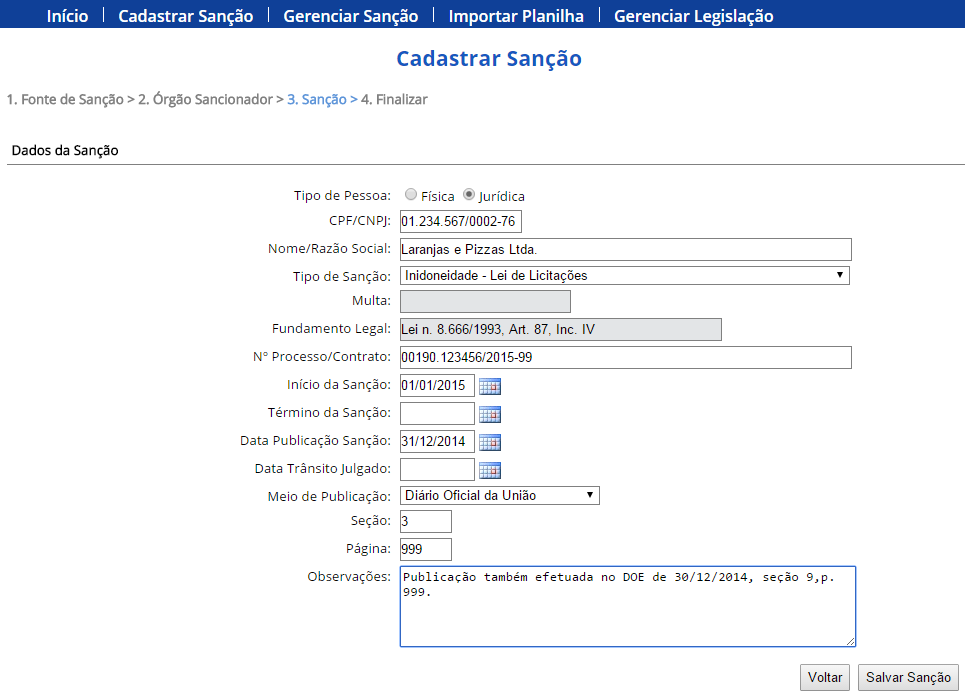 Início | Cadastrar Sanção | Gerenciar Sanção | Importar Planilha | Gerenciar Legislação
Cadastrar Sanção
1. Fonte de Sanção > 2. Órgão Sancionador > 3. Sanção > 4. Finalizar
Dados da Sanção
Tipo de Pessoa: Física Jurídica
CPF/CNPJ: 01.234.567/0002-76
Nome/Razão Social: Laranjas e Pizzas Ltda.
Tipo de Sanção: Inidoneidade - Lei de Licitações
Multa:
Fundamento Legal: Lei n. 8.666/1993, Art. 87, Inc. IV
Nº Processo/Contrato: 00190.123456/2015-99
Início da Sanção: 01/01/2015
Término da Sanção:
Data Publicação Sanção: 31/12/2014
Data Trânsito Julgado:
Meio de Publicação: Diário Oficial da União
Seção: 3
Página: 999
Observações: Publicação também efetuada no DOE de 30/12/2014, seção 9,p.
999.
Voltar Salvar Sanção